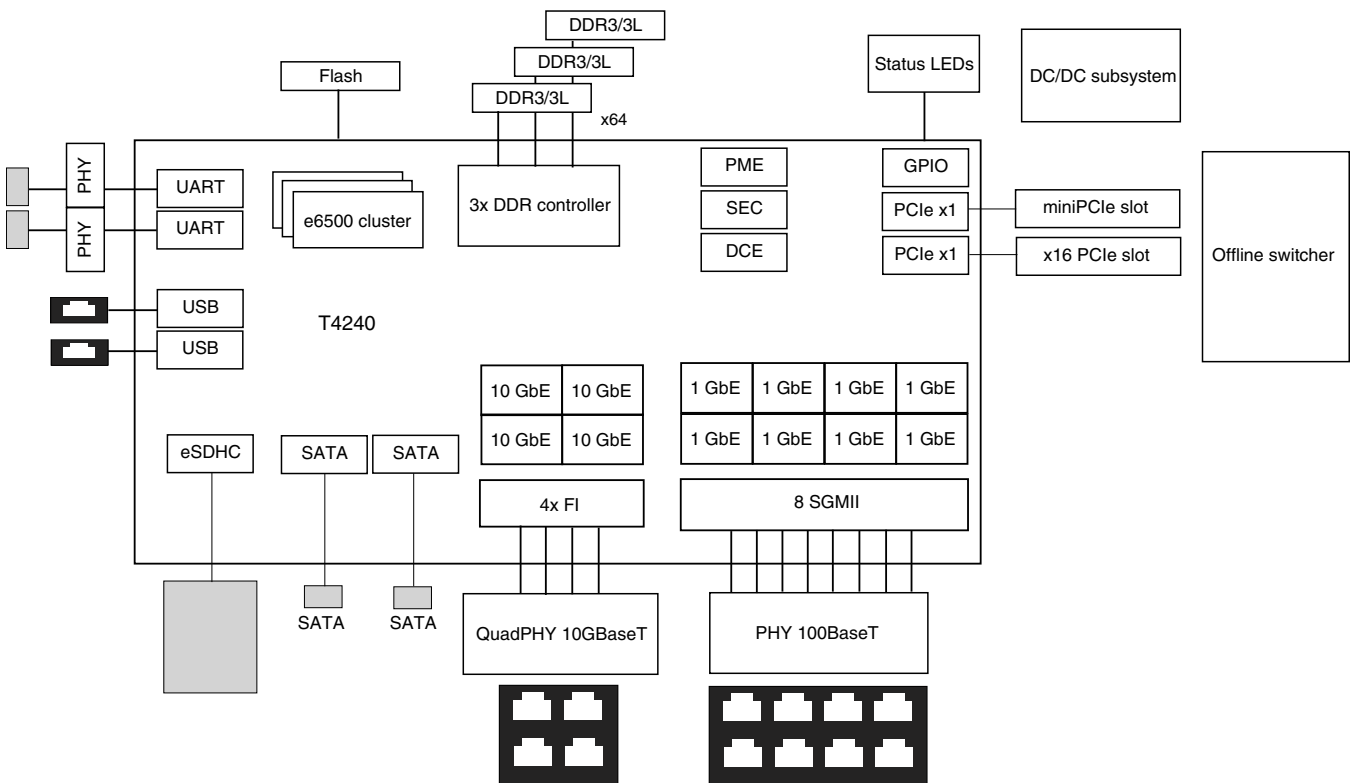 DDR3/3L
DDR3/3L
DDR3/3L
x64
Flash
Status LEDs
DC/DC subsystem
PHY
PHY
UART
UART
e6500 cluster
3x DDR controller
PME
SEC
DCE
GPIO
PCIe x1
PCIe x1
miniPCIe slot
x16 PCIe slot
Offline switcher
USB
USB
T4240
10 GbE 10 GbE
10 GbE 10 GbE
1 GbE 1 GbE 1 GbE 1 GbE
1 GbE 1 GbE 1 GbE 1 GbE
eSDHC
SATA
SATA
4x FI
8 SGMII
SATA
SATA
QuadPHY 10GBaseT
PHY 100BaseT